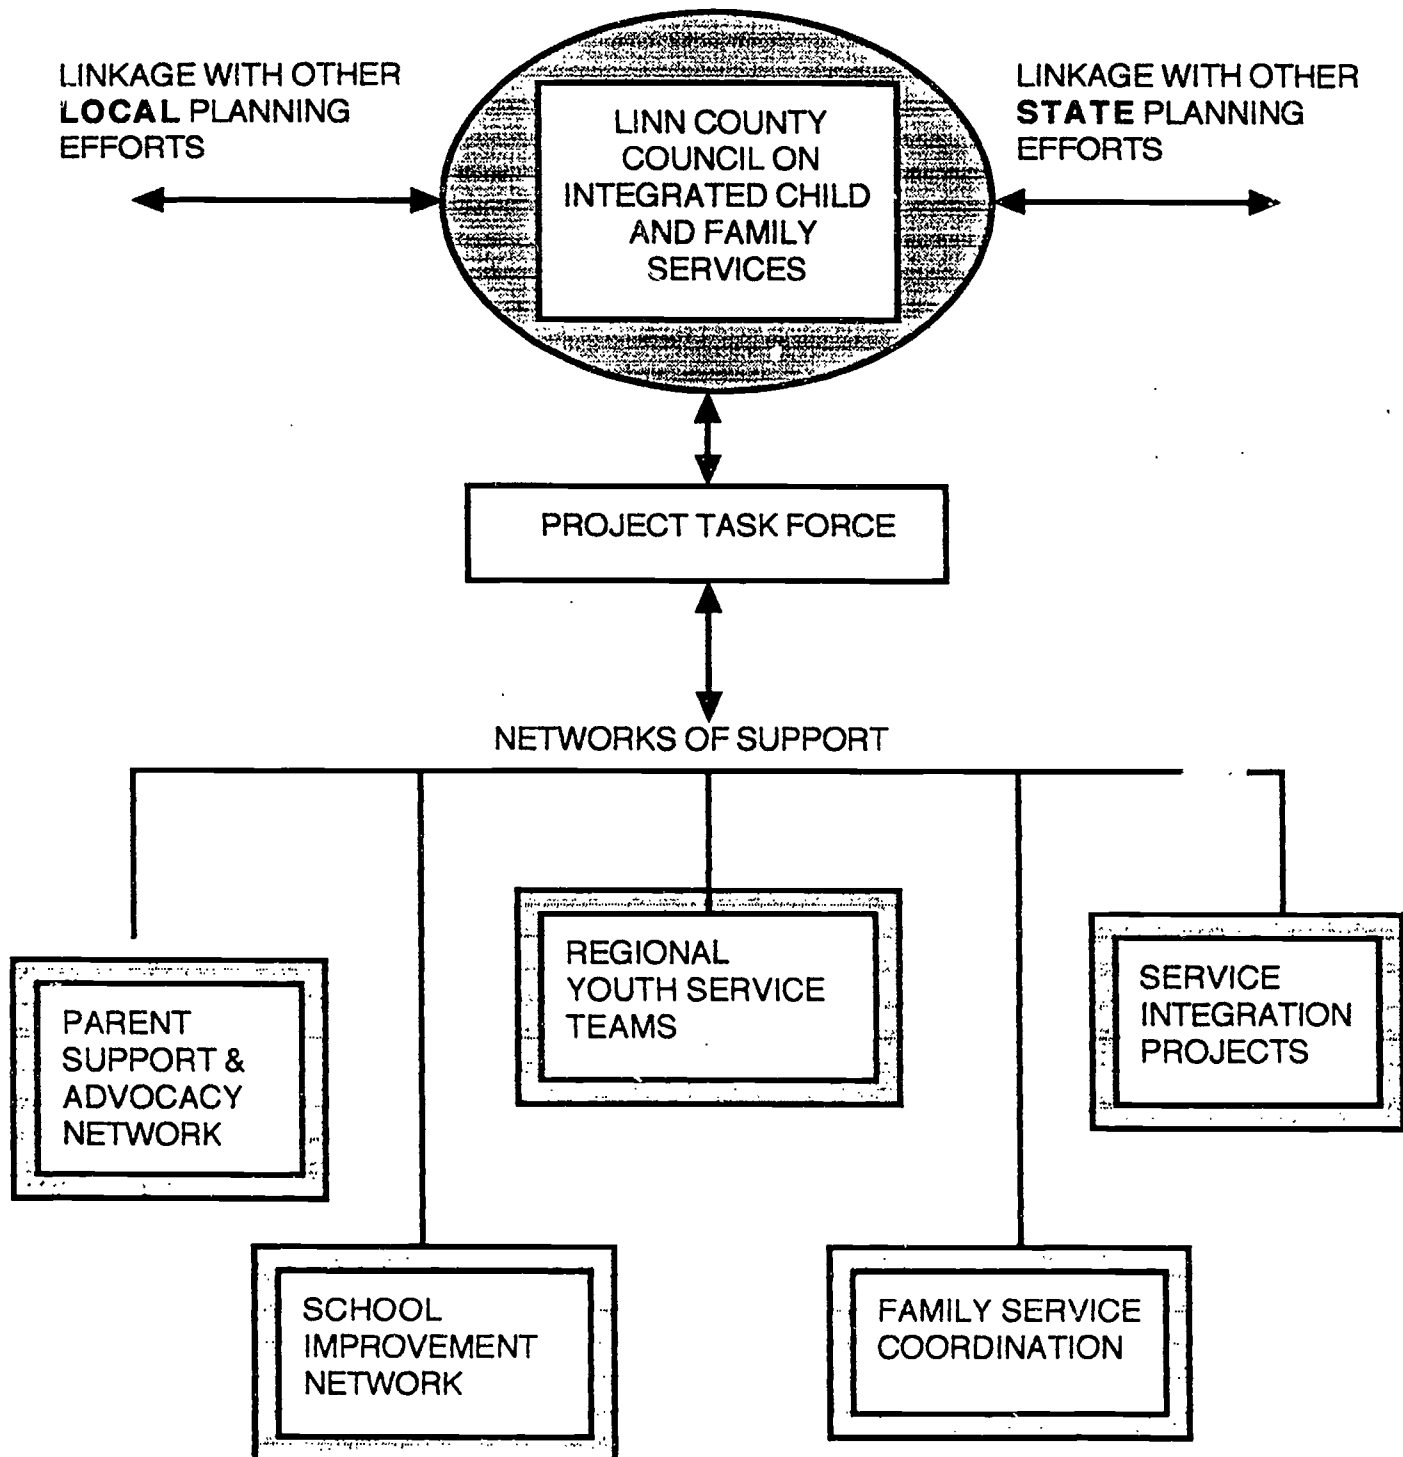 LINKAGE WITH OTHER
LOCAL PLANNING
EFFORTS
LINN COUNTY
COUNCIL ON
INTEGRATED CHILD
AND FAMILY
SERVICES
LINKAGE WITH OTHER
STATE PLANNING
EFFORTS
PROJECT TASK FORCE
NETWORKS OF SUPPORT
PARENT
SUPPORT &
ADVOCACY
NETWORK
SCHOOL
IMPROVEMENT
NETWORK
REGIONAL
YOUTH SERVICE
TEAMS
FAMILY SERVICE
COORDINATION
SERVICE
INTEGRATION
PROJECTS